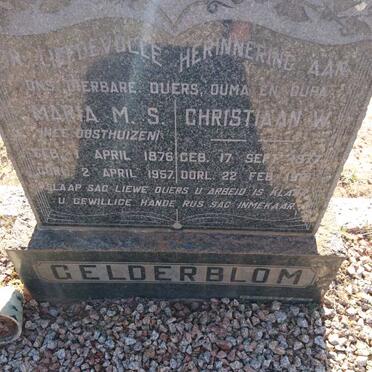 IN LIEFDEVOLLE HERINNERING AAN
ONS DIERBARE OUERS, OUMA EN OUPA
MARIA M. S. CHRISTIAAN W.
(NEE OOSTHUIZEN)
GEB. 1 APRIL 1876 GEB. 17 SEPT.
OORL. 2 APRIL 1957 OORL. 22 FEB.
SLAAP SAG LIEWE OUERS U ARBEID IS KLAAR
U GEWILLIGE HANDE RUS SAG INMEKAAR
GELDERBLOM